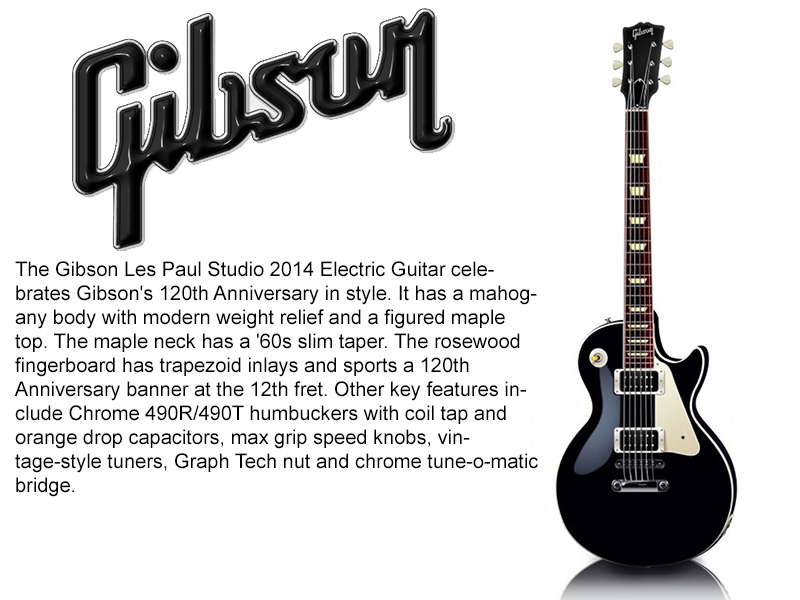 Gibson
Gibson
The Gibson Les Paul Studio 2014 Electric Guitar cele-
brates Gibson's 120th Anniversary in style. It has a mahog-
any body with modern weight relief and a figured maple
top. The maple neck has a '60s slim taper. The rosewood
fingerboard has trapezoid inlays and sports a 120th
Anniversary banner at the 12th fret. Other key features in-
clude Chrome 490R/490T humbuckers with coil tap and
orange drop capacitors, max grip speed knobs, vin-
tage-style tuners, Graph Tech nut and chrome tune-o-matic
bridge.